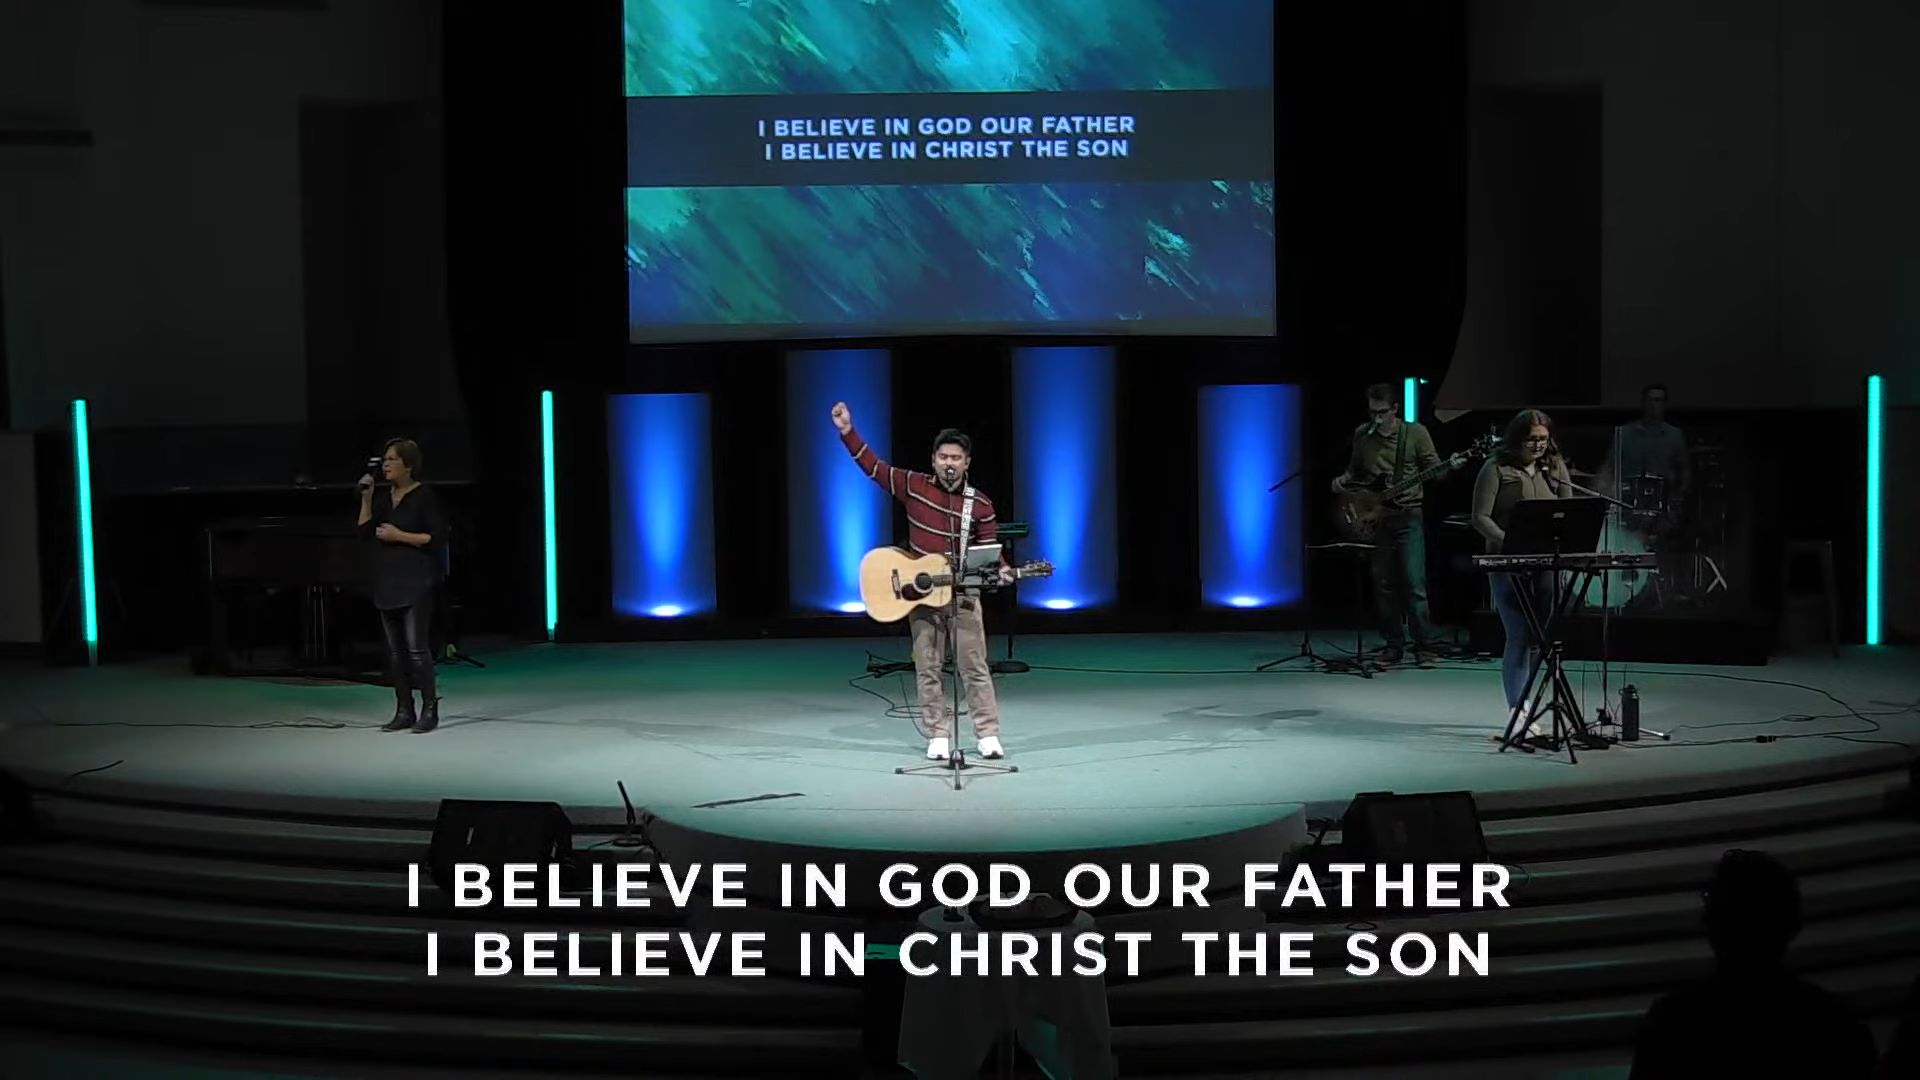 I BELIEVE IN GOD OUR FATHER
I BELIEVE IN CHRIST THE SON
Roland
I BELIEVE IN GOD OUR FATHER
I BELIEVE IN CHRIST THE SON